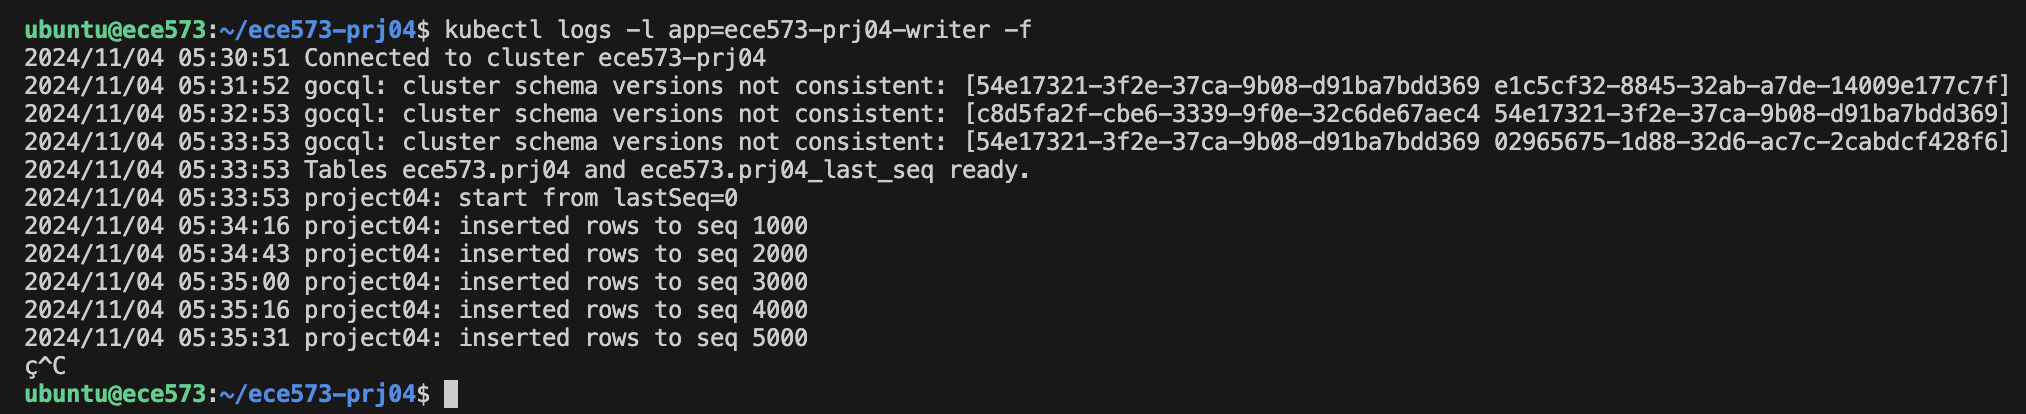 ubuntu@ece573:~/ece573-prj04$ kubectl logs -l app=ece573-prj04-writer -f
2024/11/04 05:30:51 Connected to cluster ece573-prj04
2024/11/04 05:31:52 gocql: cluster schema versions not consistent: [54e17321-3f2e-37ca-9b08-d91ba7bdd369 e1c5cf32-8845-32ab-a7de-14009e177c7f]
2024/11/04 05:32:53 gocql: cluster schema versions not consistent: [c8d5fa2f-cbe6-3339-9f0e-32c6de67aec4 54e17321-3f2e-37ca-9b08-d91ba7bdd369]
2024/11/04 05:33:53 gocql: cluster schema versions not consistent: [54e17321-3f2e-37ca-9b08-d91ba7bdd369 02965675-1d88-32d6-ac7c-2cabdcf428f6]
2024/11/04 05:33:53 Tables ece573.prj04 and ece573.prj04_last_seq ready.
2024/11/04 05:33:53 project04: start from lastSeq=0
2024/11/04 05:34:16 project04: inserted rows to seq 1000
2024/11/04 05:34:43 project04: inserted rows to seq 2000
2024/11/04 05:35:00 project04: inserted rows to seq 3000
2024/11/04 05:35:16 project04: inserted rows to seq 4000
2024/11/04 05:35:31 project04: inserted rows to seq 5000
ç^C
ubuntu@ece573:~/ece573-prj04$